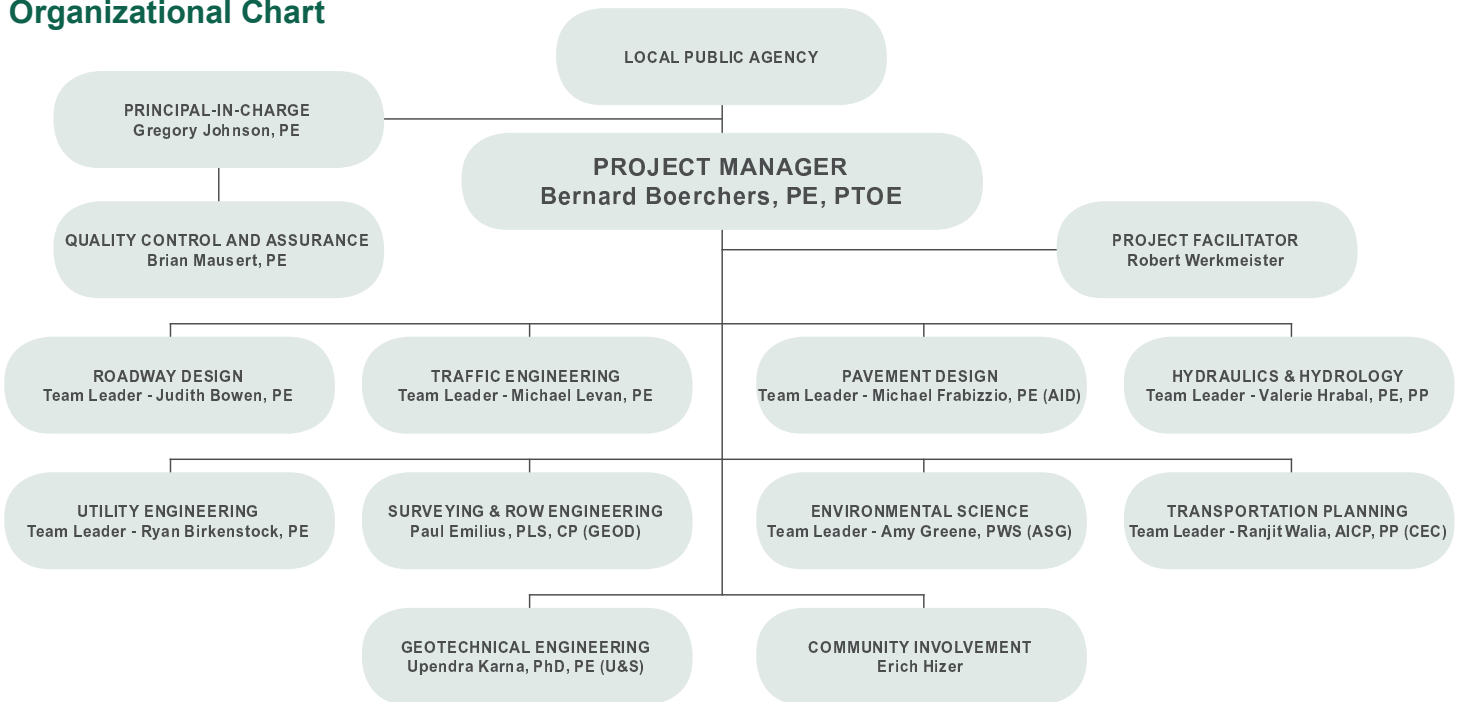 Organizational Chart
LOCAL PUBLIC AGENCY
PRINCIPAL-IN-CHARGE
Gregory Johnson, PE
PROJECT MANAGER
Bernard Boerchers, PE, PTOE
QUALITY CONTROL AND ASSURANCE
Brian Mausert, PE
PROJECT FACILITATOR
Robert Werkmeister
ROADWAY DESIGN
Team Leader - Judith Bowen, PE
TRAFFIC ENGINEERING
Team Leader - Michael Levan, PE
PAVEMENT DESIGN
Team Leader - Michael Frabizzio, PE (AID)
HYDRAULICS & HYDROLOGY
Team Leader - Valerie Hrabal, PE, PP
UTILITY ENGINEERING
Team Leader - Ryan Birkenstock, PE
SURVEYING & ROW ENGINEERING
Paul Emilius, PLS, CP (GEOD)
ENVIRONMENTAL SCIENCE
Team Leader - Amy Greene, PWS (ASG)
TRANSPORTATION PLANNING
Team Leader - Ranjit Walia, AICP, PP (CEC)
GEOTECHNICAL ENGINEERING
Upendra Karna, PhD, PE (U&S)
COMMUNITY INVOLVEMENT
Erich Hizer